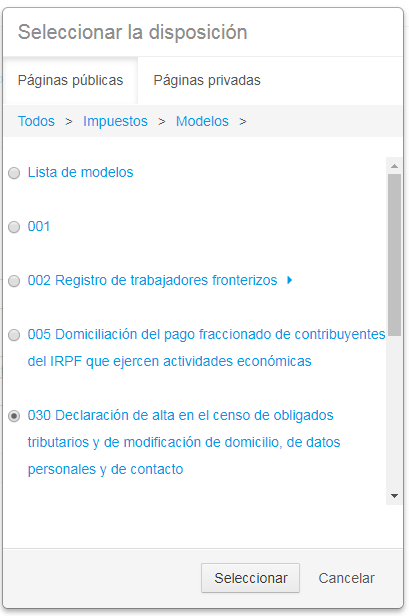 Seleccionar la disposición
Páginas públicas Páginas privadas
Todos > Impuestos > Modelos >
Lista de modelos
001
002 Registro de trabajadores fronterizos
005 Domiciliación del pago fraccionado de contribuyentes
del IRPF que ejercen actividades económicas
030 Declaración de alta en el censo de obligados
tributarios y de modificación de domicilio, de datos
personales y de contacto
Seleccionar Cancelar